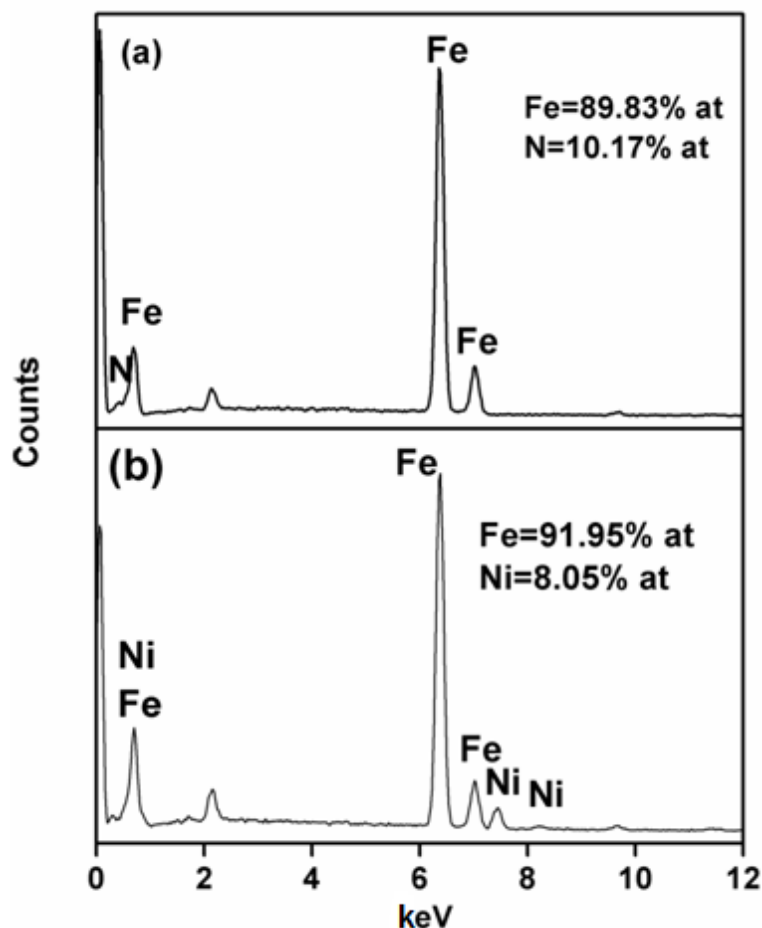 (a)
Fe
Fe=89.83% at
N=10.17% at
Fe
N
Fe
Counts
(b)
Fe
Fe=91.95% at
Ni=8.05% at
Ni
Fe
Fe
Ni
Ni
0 2 4 6 8 10 12
keV